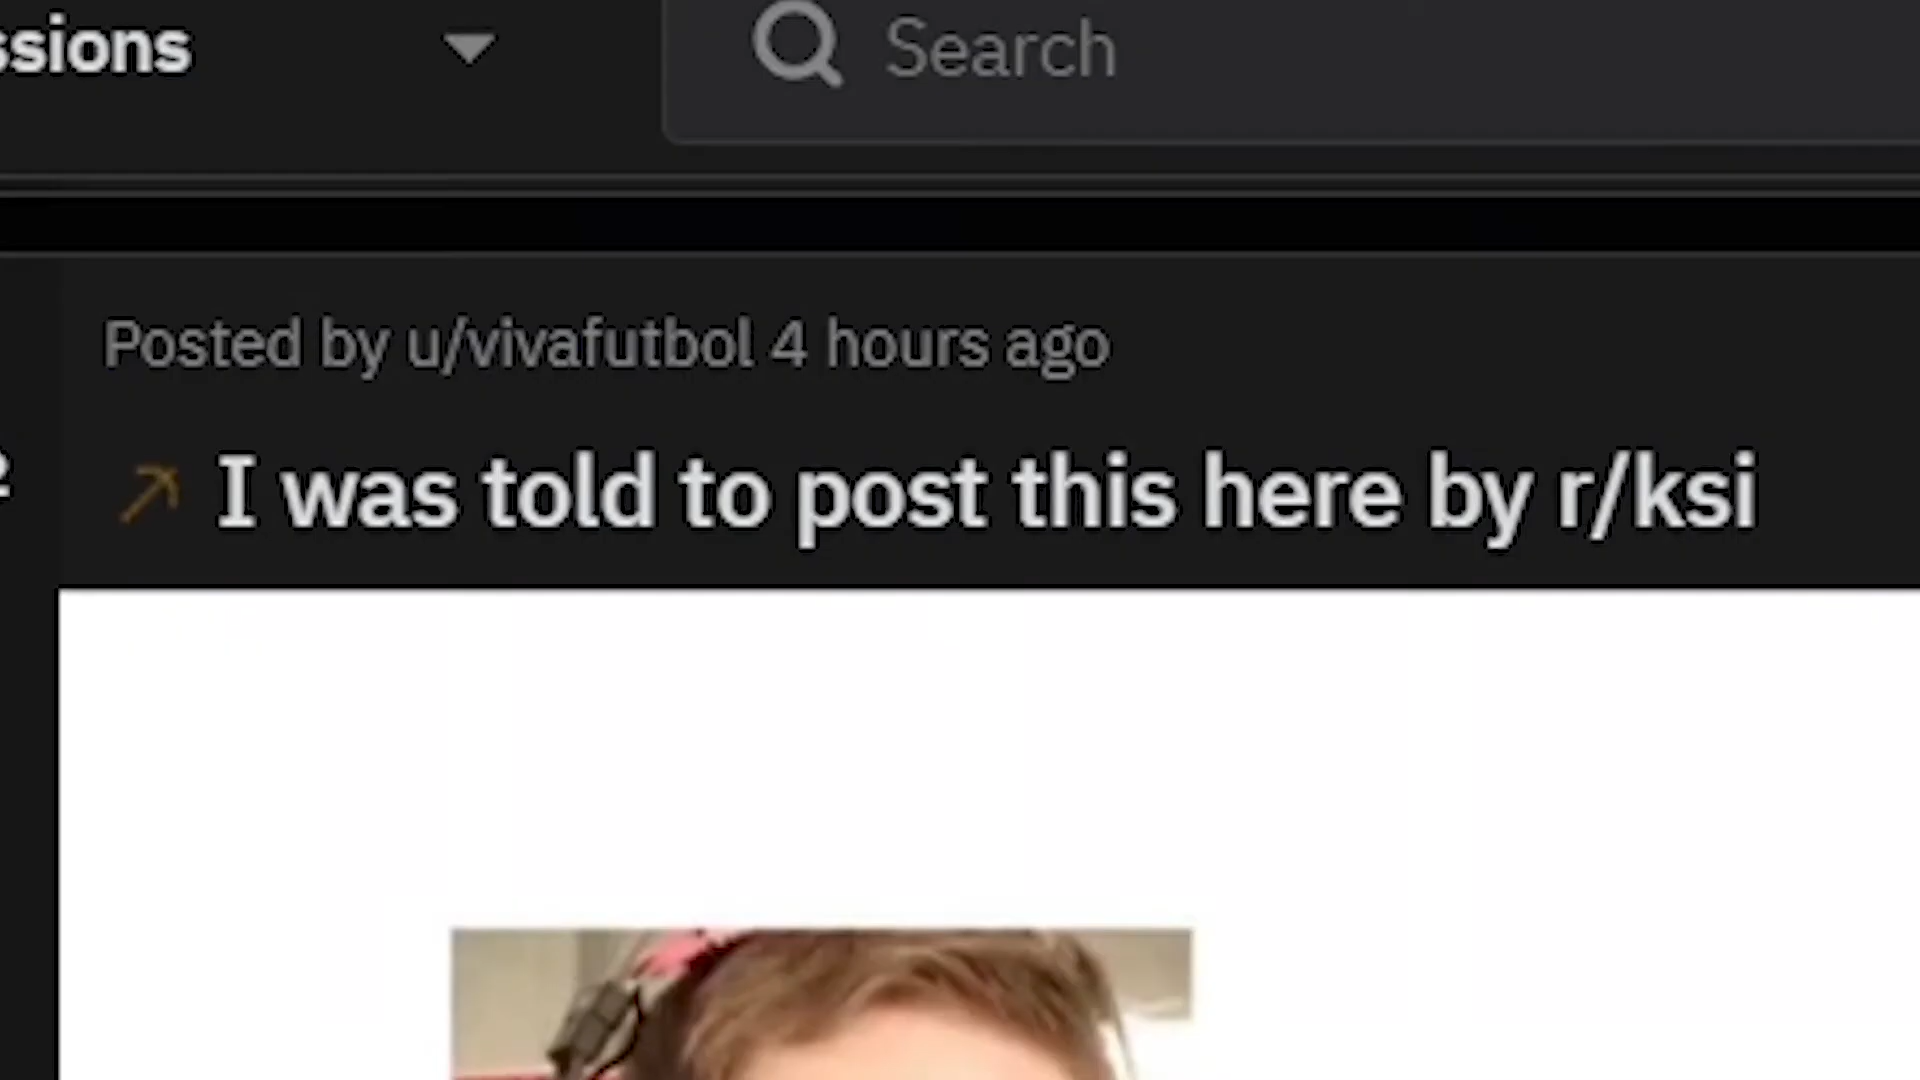 ssions
Search
Posted by u/vivafutbol 4 hours ago
I was told to post this here by r/ksi